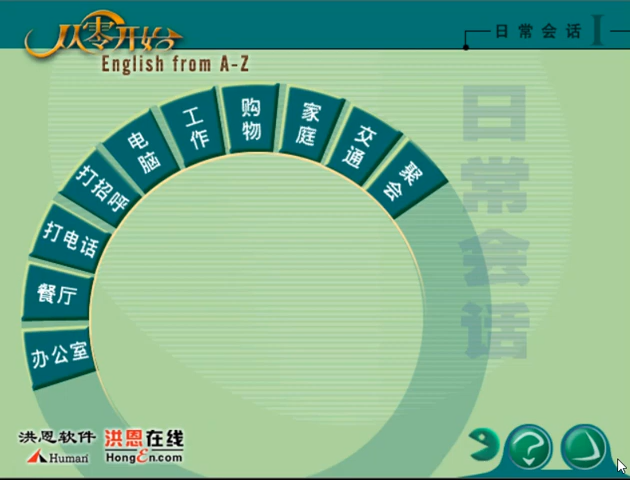 从零开始
English from A-Z
日常会话 I
日常会话
办公室
餐厅
打电话
打招呼
电脑
工作
购物
家庭
交通
聚会
洪恩软件
Human
洪恩在线
HongEn.com
?